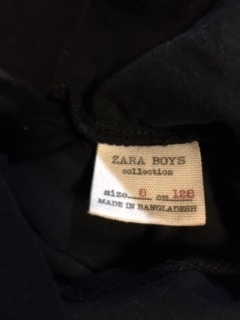 ZARA BOYS
collection
size 8 cm 128
MADE IN BANGLADESH